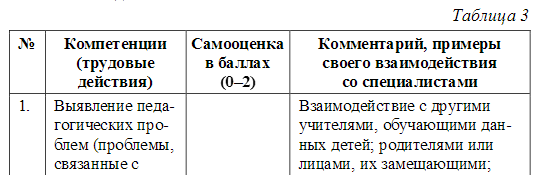 Таблица 3
№
Компетенции
(трудовые
действия)
Самооценка
в баллах
(0–2)
Комментарий, примеры
своего взаимодействия
со специалистами
1.
Выявление педа-
гогических про-
блем (проблемы,
связанные с
Взаимодействие с другими
учителями, обучающими дан-
ных детей; родителями или
лицами, их замещающими;